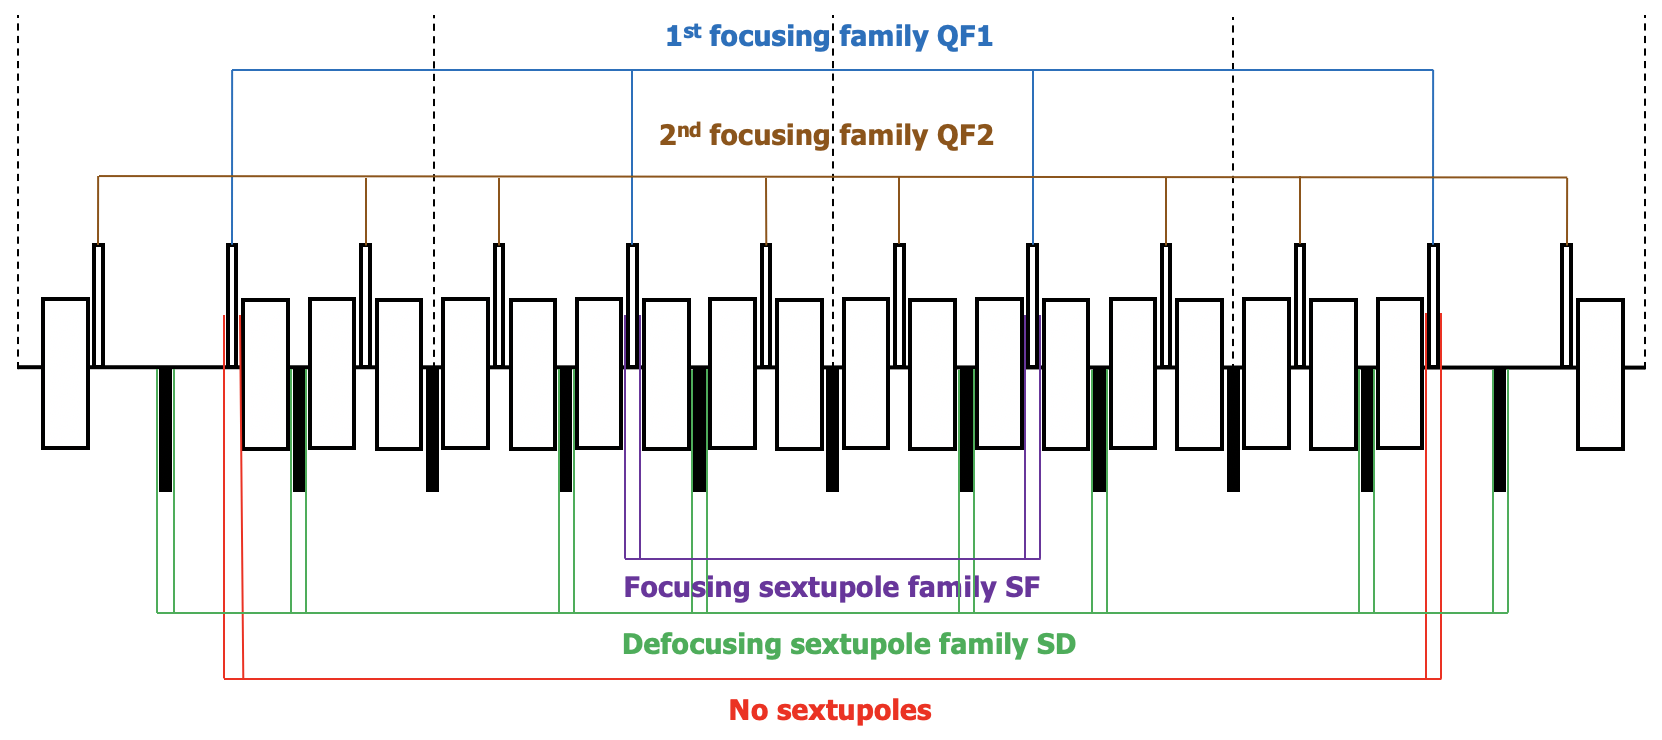 1st focusing family QF1
2nd focusing family QF2
Focusing sextupole family SF
Defocusing sextupole family SD
No sextupoles